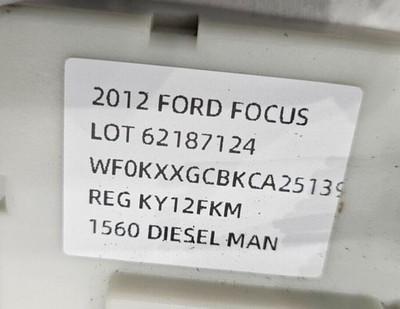 2012 FORD FOCUS
LOT 62187124
WF0KXXGCBKCA25139
REG KY12FKM
1560 DIESEL MAN